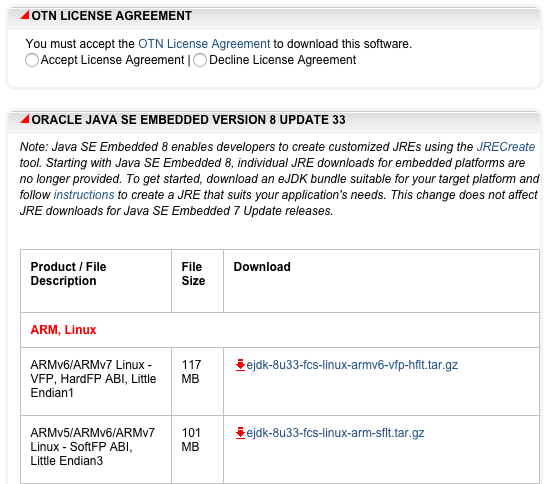 OTN LICENSE AGREEMENT
You must accept the OTN License Agreement to download this software.
Accept License Agreement | Decline License Agreement
ORACLE JAVA SE EMBEDDED VERSION 8 UPDATE 33
Note: Java SE Embedded 8 enables developers to create customized JREs using the JRECreate
tool. Starting with Java SE Embedded 8, individual JRE downloads for embedded platforms are
no longer provided. To get started, download an eJDK bundle suitable for your target platform and
follow instructions to create a JRE that suits your application's needs. This change does not affect
JRE downloads for Java SE Embedded 7 Update releases.
Product / File
Description
File
Size
Download
ARM, Linux
ARMv6/ARMv7 Linux -
VFP, HardFP ABI, Little
Endian1
117
MB
ejdk-8u33-fcs-linux-armv6-vfp-hflt.tar.gz
ARMv5/ARMv6/ARMv7
Linux - SoftFP ABI,
Little Endian3
101
MB
ejdk-8u33-fcs-linux-arm-sflt.tar.gz